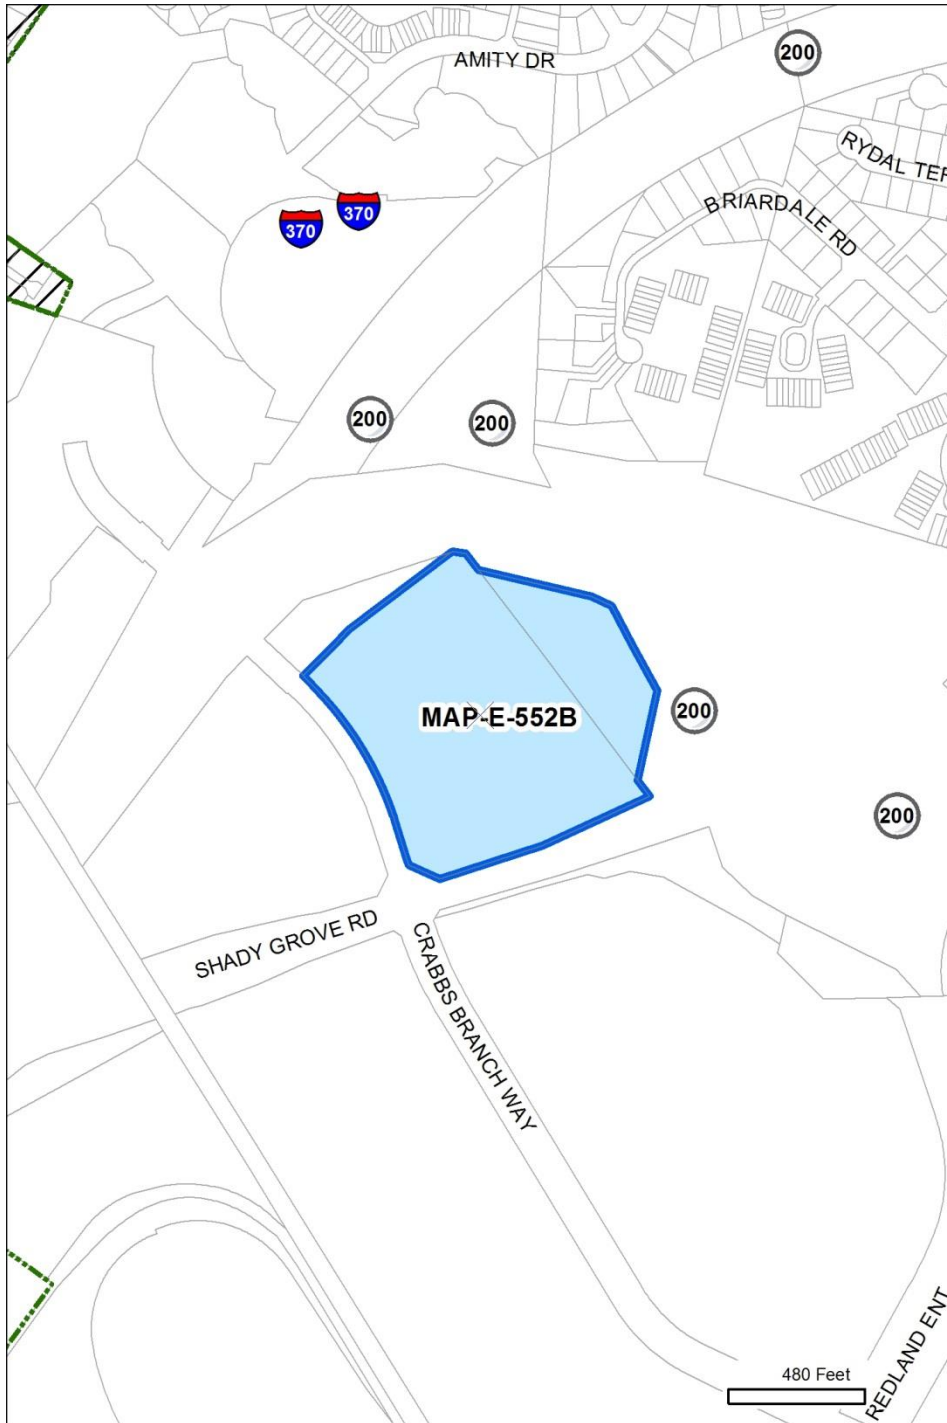 AMITY DR
200
RYDAL TER
BRIARDALE RD
370
370
200
200
MAP-E-552B
200
200
SHADY GROVE RD
CRABBS BRANCH WAY
480 Feet
REDLAND ENT